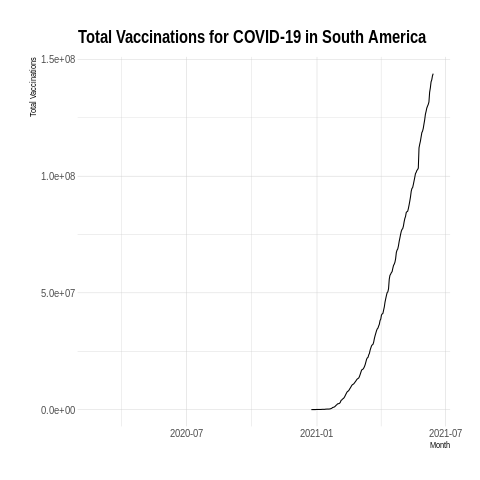 Total Vaccinations for COVID-19 in South America
Total Vaccinations
1.5e+08
1.0e+08
5.0e+07
0.0e+00
2020-07
2021-01
2021-07
Month